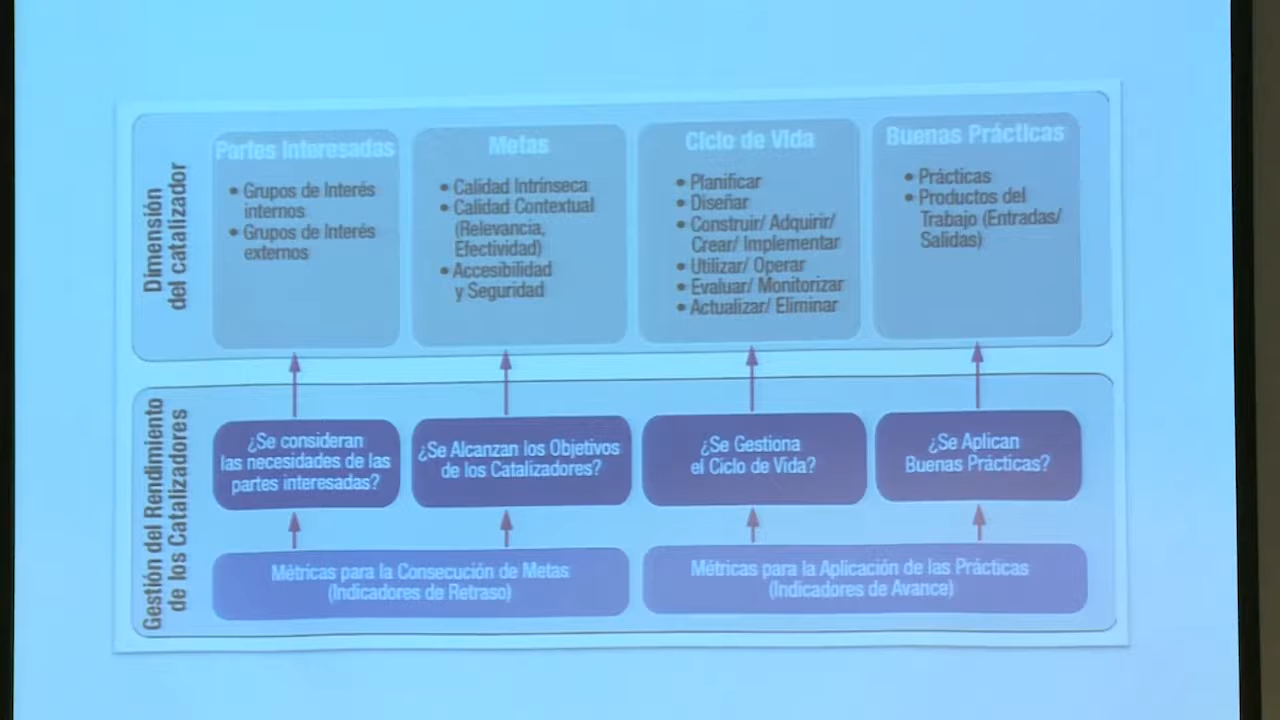 Dimensión
del catalizador
Partes Interesadas
• Grupos de Interés
internos
• Grupos de Interés
externos
Metas
• Calidad Intrínseca
• Calidad Contextual
(Relevancia,
Efectividad)
• Accesibilidad
y Seguridad
Ciclo de Vida
• Planificar
• Diseñar
• Construir/ Adquirir/
Crear/ Implementar
• Utilizar/ Operar
• Evaluar/ Monitorizar
• Actualizar/ Eliminar
Buenas Prácticas
• Prácticas
• Productos del
Trabajo (Entradas/
Salidas)
Gestión del Rendimiento
de los Catalizadores
¿Se consideran
las necesidades de las
partes interesadas?
¿Se Alcanzan los Objetivos
de los Catalizadores?
¿Se Gestiona
el Ciclo de Vida?
¿Se Aplican
Buenas Prácticas?
Métricas para la Consecución de Metas
(Indicadores de Retraso)
Métricas para la Aplicación de las Prácticas
(Indicadores de Avance)